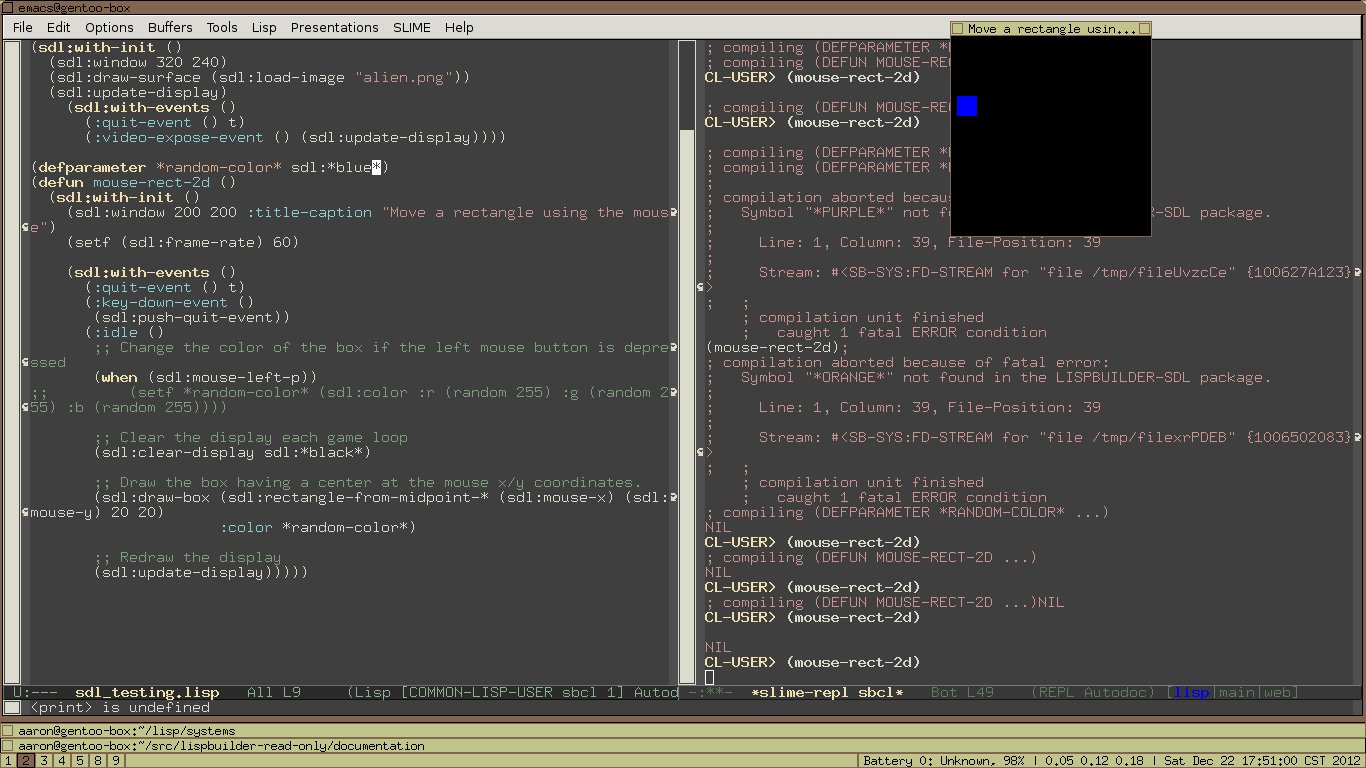 emacs@gentoo-box
File Edit Options Buffers Tools Lisp Presentations SLIME Help
(sdl:with-init ()
(sdl:window 320 240)
(sdl:draw-surface (sdl:load-image "alien.png"))
(sdl:update-display)
(sdl:with-events ()
(:quit-event () t)
(:video-expose-event () (sdl:update-display))))
(defparameter *random-color* sdl:*blue*)
(defun mouse-rect-2d ()
(sdl:with-init ()
(sdl:window 200 200 :title-caption "Move a rectangle using the mous
e")
(setf (sdl:frame-rate) 60)
(sdl:with-events ()
(:quit-event () t)
(:key-down-event ()
(sdl:push-quit-event))
(:idle ()
;; Change the color of the box if the left mouse button is depre
ssed
(when (sdl:mouse-left-p))
;; (setf *random-color* (sdl:color :r (random 255) :g (random 2
55) :b (random 255))))
;; Clear the display each game loop
(sdl:clear-display sdl:*black*)
;; Draw the box having a center at the mouse x/y coordinates.
(sdl:draw-box (sdl:rectangle-from-midpoint-* (sdl:mouse-x) (sdl:
mouse-y) 20 20)
:color *random-color*)
;; Redraw the display
(sdl:update-display)))))
U:--- sdl_testing.lisp All L9 (Lisp [COMMON-LISP-USER sbcl 1] Autod
Move a rectangle usin...
; compiling (DEFPARAMETER *
; compiling (DEFUN MOUSE-RE
CL-USER> (mouse-rect-2d)
; compiling (DEFUN MOUSE-RE
CL-USER> (mouse-rect-2d)
; compiling (DEFPARAMETER *
; compiling (DEFPARAMETER *
; compilation aborted becau
; Symbol "*PURPLE*" not f R-SDL package.
;
; Line: 1, Column: 39, File-Position: 39
;
; Stream: #<SB-SYS:FD-STREAM for "file /tmp/fileUvzcCe" {100627A123}
>
; ;
; compilation unit finished
; caught 1 fatal ERROR condition
(mouse-rect-2d);
; compilation aborted because of fatal error:
; Symbol "*ORANGE*" not found in the LISPBUILDER-SDL package.
;
; Line: 1, Column: 39, File-Position: 39
;
; Stream: #<SB-SYS:FD-STREAM for "file /tmp/filexrPDEB" {1006502083}
>
; ;
; compilation unit finished
; caught 1 fatal ERROR condition
; compiling (DEFPARAMETER *RANDOM-COLOR* ...)
NIL
CL-USER> (mouse-rect-2d)
; compiling (DEFUN MOUSE-RECT-2D ...)
NIL
CL-USER> (mouse-rect-2d)
; compiling (DEFUN MOUSE-RECT-2D ...)NIL
CL-USER> (mouse-rect-2d)
NIL
CL-USER> (mouse-rect-2d)
-:**- *slime-repl sbcl* Bot L49 (REPL Autodoc) [lisp|main|web]
<print> is undefined
aaron@gentoo-box:~/lisp/systems
aaron@gentoo-box:~/src/lispbuilder-read-only/documentation
1 2 3 4 5 8 9 Battery 0: Unknown, 98% | 0.05 0.12 0.18 | Sat Dec 22 17:51:00 CST 2012